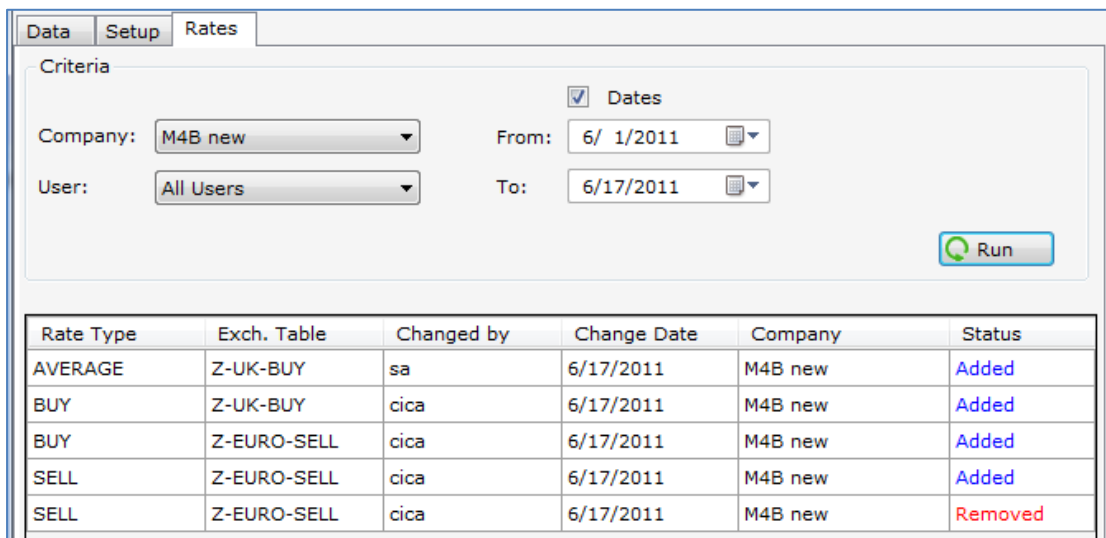 Data Setup Rates
Criteria
Dates
Company: M4B new From: 6/ 1/2011
User: All Users To: 6/17/2011
Run
Rate Type Exch. Table Changed by Change Date Company Status
AVERAGE Z-UK-BUY sa 6/17/2011 M4B new Added
BUY Z-UK-BUY cica 6/17/2011 M4B new Added
BUY Z-EURO-SELL cica 6/17/2011 M4B new Added
SELL Z-EURO-SELL cica 6/17/2011 M4B new Added
SELL Z-EURO-SELL cica 6/17/2011 M4B new Removed